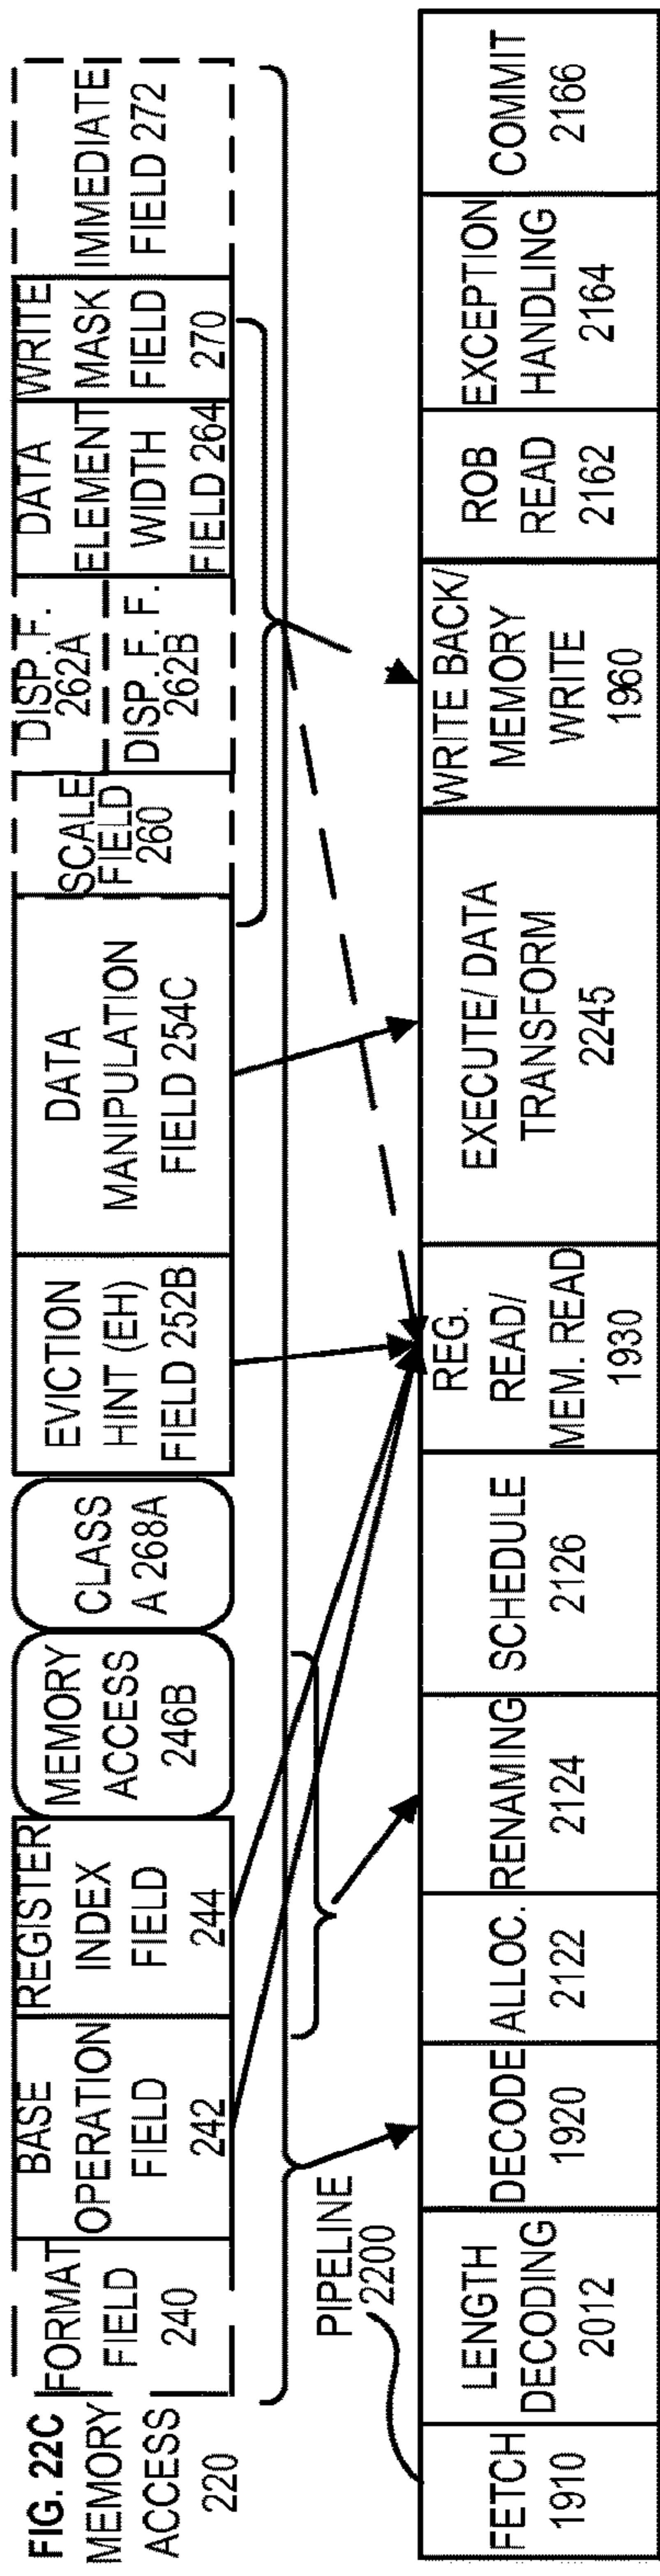 FIG. 22C
MEMORY
ACCESS
220
FORMAT
FIELD
240
BASE
OPERATION
FIELD
242
REGISTER
INDEX
FIELD
244
MEMORY
ACCESS
246B
CLASS
A 268A
EVICTION
HINT (EH)
FIELD 252B
DATA
MANIPULATION
FIELD 254C
SCALE
FIELD
260
DISP. F.
262A
DISP. F. F.
262B
DATA
ELEMENT
WIDTH
FIELD 264
WRITE
MASK
FIELD
270
IMMEDIATE
FIELD 272
PIPELINE
2200
FETCH
1910
LENGTH
DECODING
2012
DECODE
1920
ALLOC.
2122
RENAMING
2124
SCHEDULE
2126
REG.
READ/
MEM. READ
1930
EXECUTE/ DATA
TRANSFORM
2245
WRITE BACK/
MEMORY
WRITE
1960
ROB
READ
2162
EXCEPTION
HANDLING
2164
COMMIT
2166